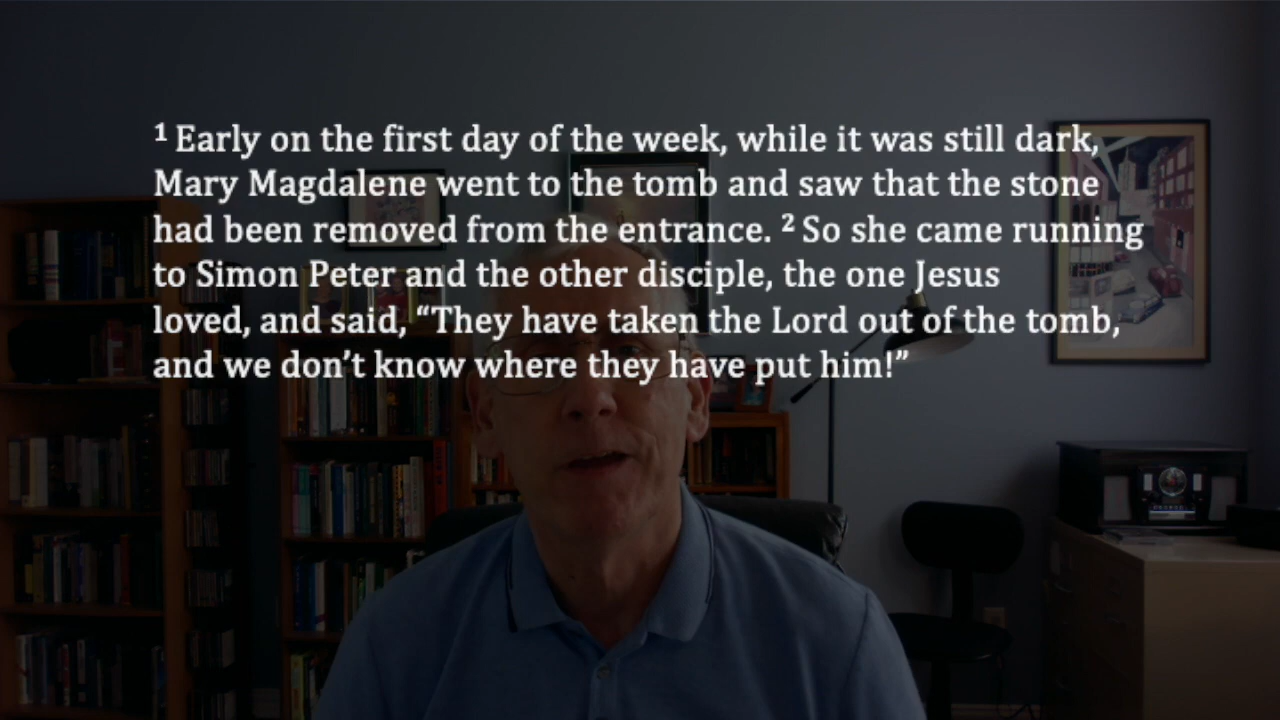 ¹ Early on the first day of the week, while it was still dark,
Mary Magdalene went to the tomb and saw that the stone
had been removed from the entrance. ² So she came running
to Simon Peter and the other disciple, the one Jesus
loved, and said, “They have taken the Lord out of the tomb,
and we don’t know where they have put him!”